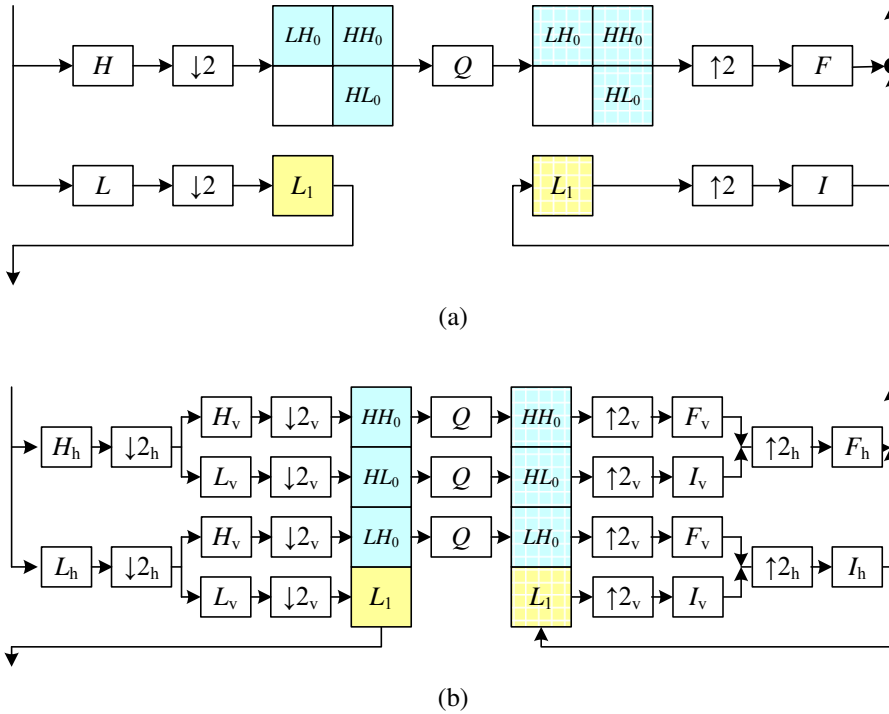 LH₀ HH₀ LH₀ HH₀
H ↓2 Q ↑2 F
HL₀ HL₀
L ↓2 L₁ L₁ ↑2 I
(a)
Hᵥ ↓2ᵥ HH₀ Q HH₀ ↑2ᵥ Fᵥ
Hₕ ↓2ₕ ↑2ₕ Fₕ
Lᵥ ↓2ᵥ HL₀ Q HL₀ ↑2ᵥ Iᵥ
Hᵥ ↓2ᵥ LH₀ Q LH₀ ↑2ᵥ Fᵥ
Lₕ ↓2ₕ ↑2ₕ Iₕ
Lᵥ ↓2ᵥ L₁ L₁ ↑2ᵥ Iᵥ
(b)